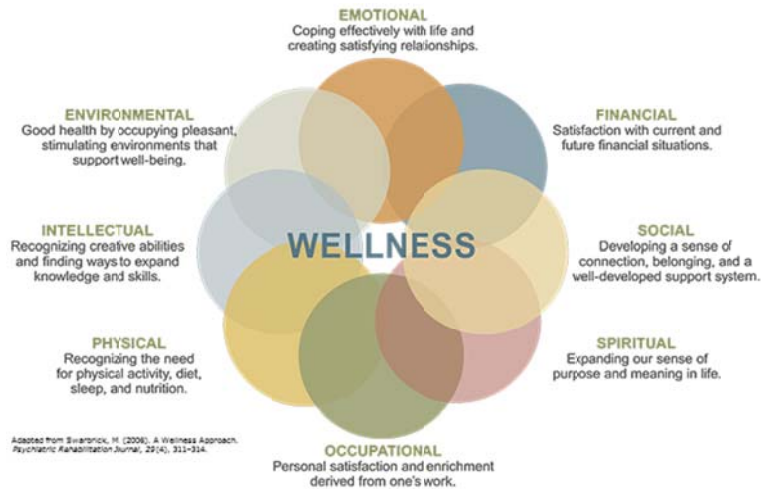 EMOTIONAL
Coping effectively with life and
creating satisfying relationships.
ENVIRONMENTAL
Good health by occupying pleasant,
stimulating environments that
support well-being.
FINANCIAL
Satisfaction with current and
future financial situations.
INTELLECTUAL
Recognizing creative abilities
and finding ways to expand
knowledge and skills.
WELLNESS
SOCIAL
Developing a sense of
connection, belonging, and a
well-developed support system.
PHYSICAL
Recognizing the need
for physical activity, diet,
sleep, and nutrition.
SPIRITUAL
Expanding our sense of
purpose and meaning in life.
Adapted from Swarbrick, M. (2006). A Wellness Approach.
Psychiatric Rehabilitation Journal, 29(4), 311–314.
OCCUPATIONAL
Personal satisfaction and enrichment
derived from one's work.